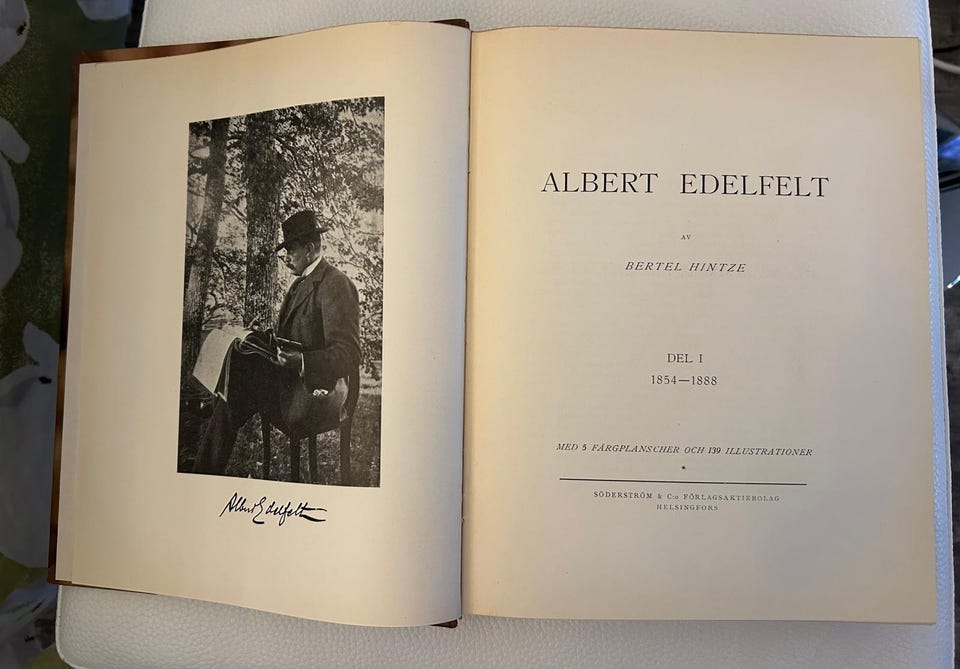 Albert Edelfelt
ALBERT EDELFELT
AV
BERTEL HINTZE
DEL I
1854—1888
MED 5 FÄRGPLANSCHER OCH 139 ILLUSTRATIONER
*
SÖDERSTRÖM & C:o FÖRLAGSAKTIEBOLAG
HELSINGFORS